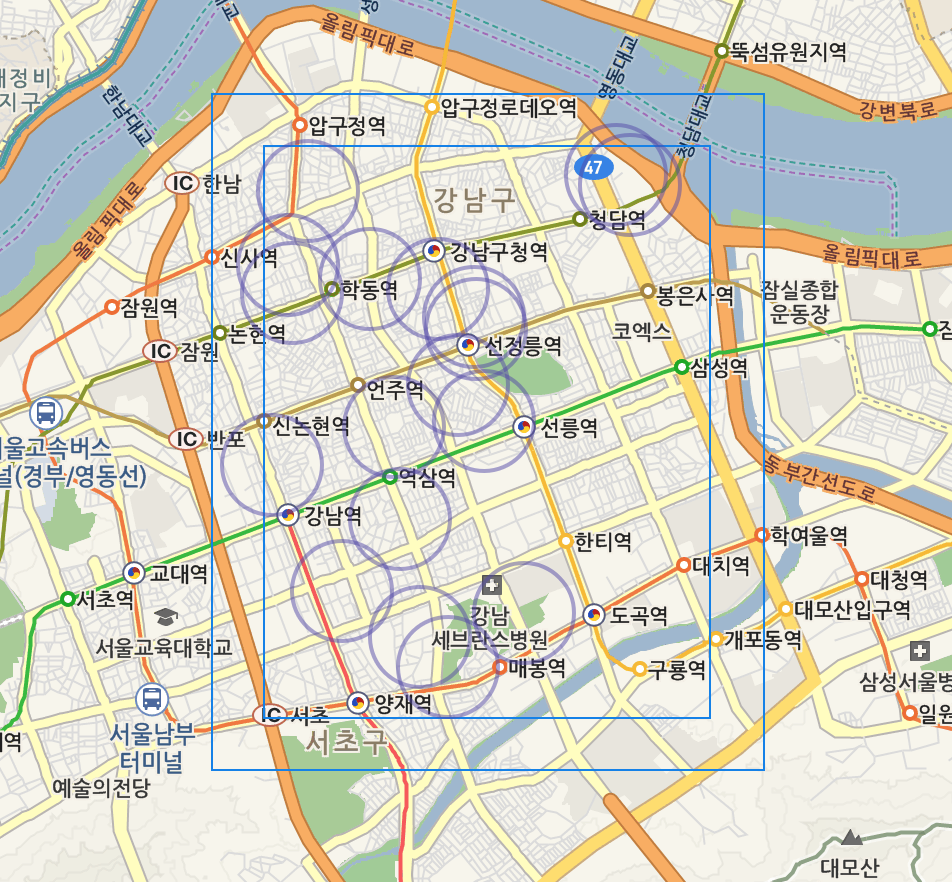 올림픽대로
영동대교
뚝섬유원지역
한남대교
압구정로데오역
강변북로
압구정역
청담대교
47
IC 한남
강남구
올림픽대로
청담역
신사역
강남구청역
올림픽대로
학동역
봉은사역
잠실종합
운동장
잠원역
논현역
코엑스
IC 잠원
선정릉역
삼성역
언주역
IC 반포
신논현역
선릉역
울고속버스
널(경부/영동선)
역삼역
동부간선도로
강남역
한티역
학여울역
교대역
대치역
대청역
서초역
강남
세브란스병원
도곡역
대모산입구역
서울교육대학교
개포동역
매봉역
구룡역
삼성서울병
IC 서초
양재역
일원
서울남부
터미널
서초구
예술의전당
대모산